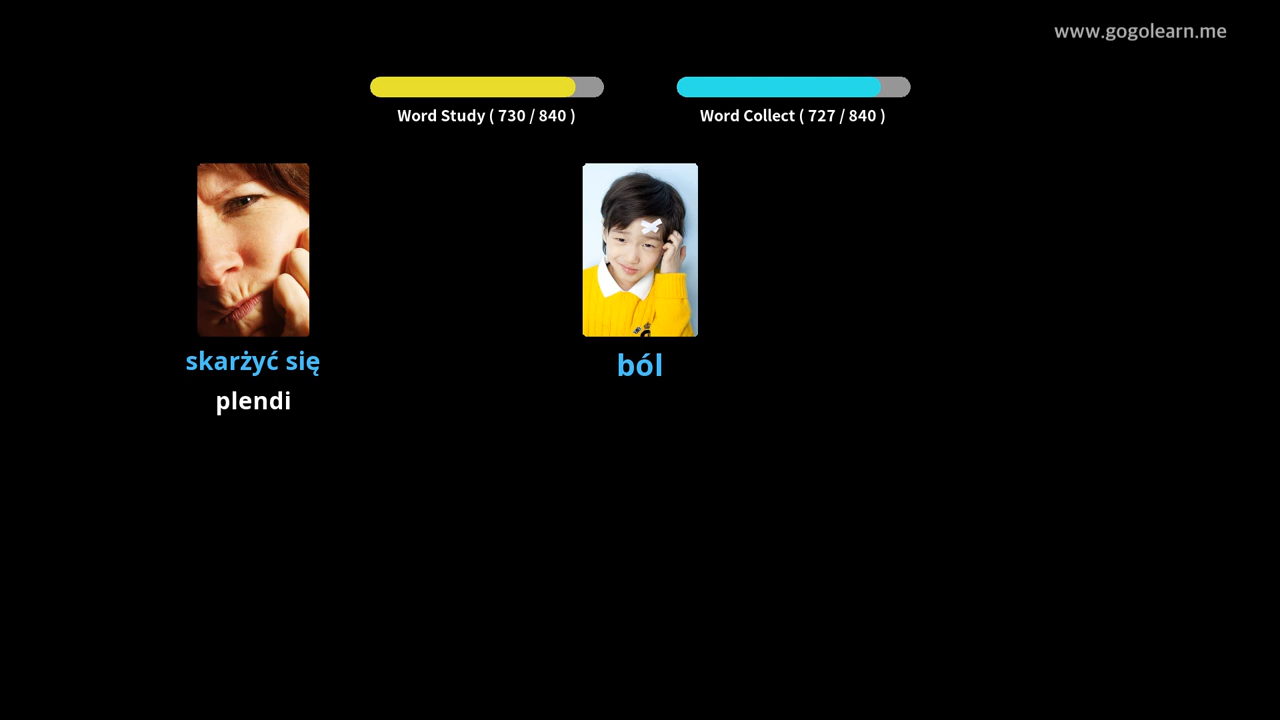 www.gogolearn.me
Word Study ( 730 / 840 )
Word Collect ( 727 / 840 )
skarżyć się
plendi
ból